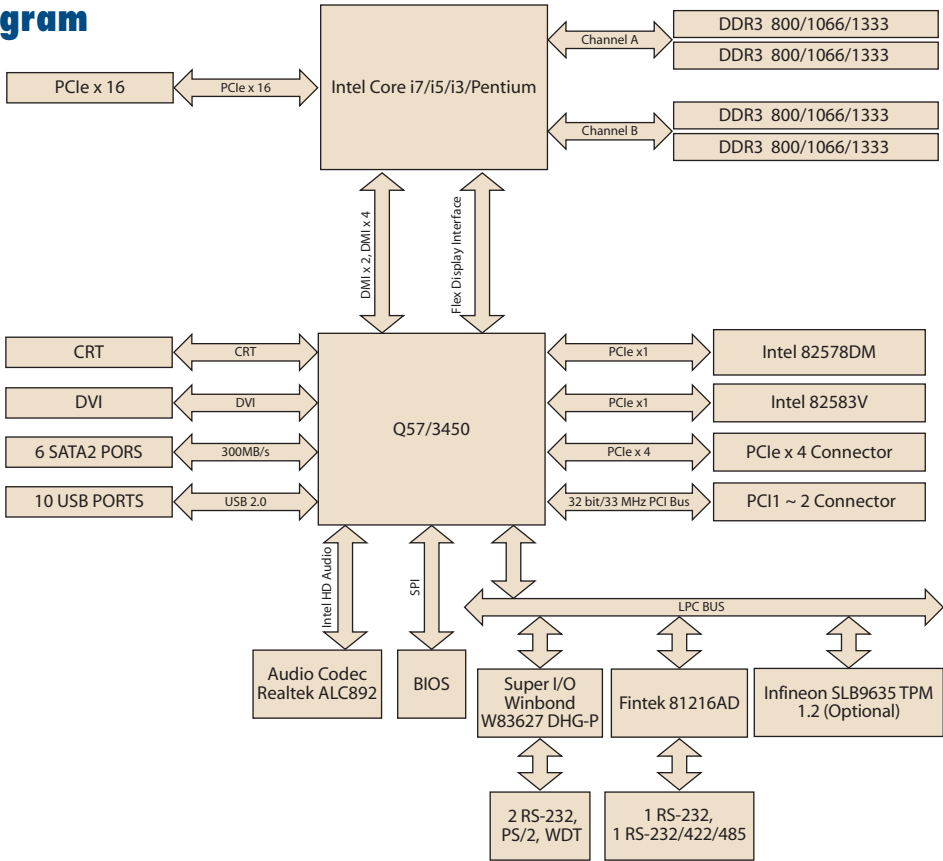 gram
DDR3 800/1066/1333
Channel A
DDR3 800/1066/1333
PCIe x 16
PCIe x 16
Intel Core i7/i5/i3/Pentium
DDR3 800/1066/1333
Channel B
DDR3 800/1066/1333
DMI x 2, DMI x 4
Flex Display Interface
CRT
CRT
PCIe x1
Intel 82578DM
DVI
DVI
PCIe x1
Intel 82583V
Q57/3450
6 SATA2 PORS
300MB/s
PCIe x 4
PCIe x 4 Connector
10 USB PORTS
USB 2.0
32 bit/33 MHz PCI Bus
PCI1 ~ 2 Connector
Intel HD Audio
SPI
LPC BUS
Audio Codec
Realtek ALC892
BIOS
Super I/O
Winbond
W83627 DHG-P
Fintek 81216AD
Infineon SLB9635 TPM
1.2 (Optional)
2 RS-232,
PS/2, WDT
1 RS-232,
1 RS-232/422/485